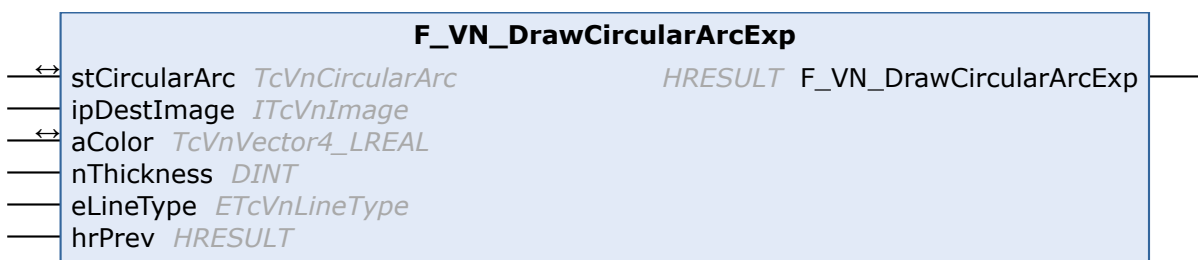 F_VN_DrawCircularArcExp
stCircularArc TcVnCircularArc HRESULT F_VN_DrawCircularArcExp
ipDestImage ITcVnImage
aColor TcVnVector4_LREAL
nThickness DINT
eLineType ETcVnLineType
hrPrev HRESULT